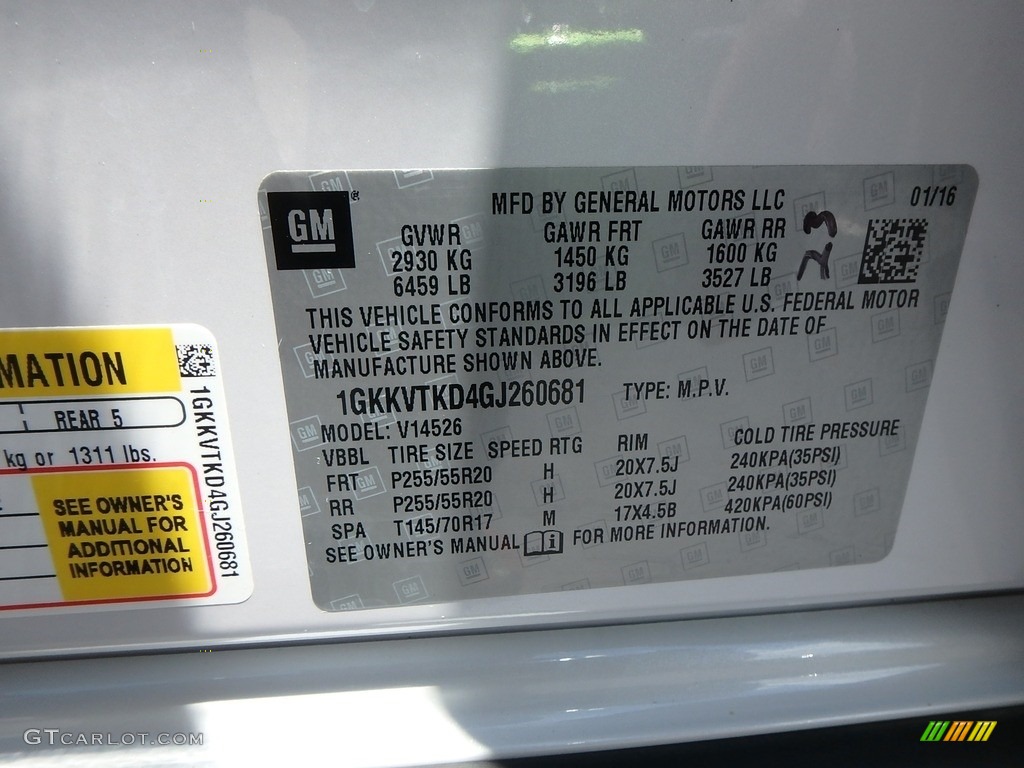 GM
MFD BY GENERAL MOTORS LLC
01/16
GVWR GAWR FRT GAWR RR
2930 KG 1450 KG 1600 KG
6459 LB 3196 LB 3527 LB
THIS VEHICLE CONFORMS TO ALL APPLICABLE U.S. FEDERAL MOTOR
VEHICLE SAFETY STANDARDS IN EFFECT ON THE DATE OF
MANUFACTURE SHOWN ABOVE.
1GKKVTKD4GJ260681 TYPE: M.P.V.
MODEL: V14526
VBBL TIRE SIZE SPEED RTG RIM COLD TIRE PRESSURE
FRT P255/55R20 H 20X7.5J 240KPA(35PSI)
RR P255/55R20 H 20X7.5J 240KPA(35PSI)
SPA T145/70R17 M 17X4.5B 420KPA(60PSI)
SEE OWNER'S MANUAL i FOR MORE INFORMATION.
MATION
REAR 5
kg or 1311 lbs.
SEE OWNER'S
MANUAL FOR
ADDITIONAL
INFORMATION
1GKKVTKD4GJ260681
GTCARLOT.COM